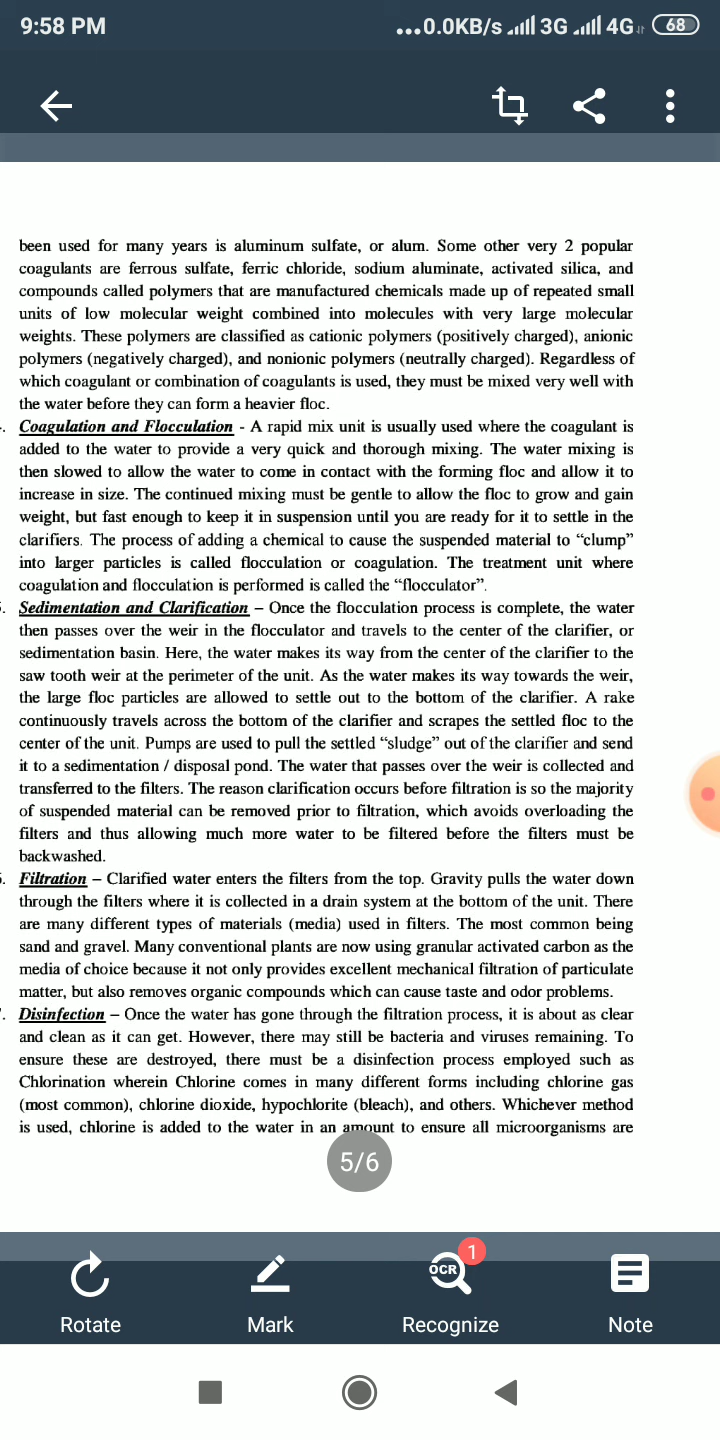 9:58 PM ...0.0KB/s 3G 4G 68
been used for many years is aluminum sulfate, or alum. Some other very 2 popular
coagulants are ferrous sulfate, ferric chloride, sodium aluminate, activated silica, and
compounds called polymers that are manufactured chemicals made up of repeated small
units of low molecular weight combined into molecules with very large molecular
weights. These polymers are classified as cationic polymers (positively charged), anionic
polymers (negatively charged), and nonionic polymers (neutrally charged). Regardless of
which coagulant or combination of coagulants is used, they must be mixed very well with
the water before they can form a heavier floc.
. Coagulation and Flocculation - A rapid mix unit is usually used where the coagulant is
added to the water to provide a very quick and thorough mixing. The water mixing is
then slowed to allow the water to come in contact with the forming floc and allow it to
increase in size. The continued mixing must be gentle to allow the floc to grow and gain
weight, but fast enough to keep it in suspension until you are ready for it to settle in the
clarifiers. The process of adding a chemical to cause the suspended material to “clump”
into larger particles is called flocculation or coagulation. The treatment unit where
coagulation and flocculation is performed is called the “flocculator”.
. Sedimentation and Clarification – Once the flocculation process is complete, the water
then passes over the weir in the flocculator and travels to the center of the clarifier, or
sedimentation basin. Here, the water makes its way from the center of the clarifier to the
saw tooth weir at the perimeter of the unit. As the water makes its way towards the weir,
the large floc particles are allowed to settle out to the bottom of the clarifier. A rake
continuously travels across the bottom of the clarifier and scrapes the settled floc to the
center of the unit. Pumps are used to pull the settled “sludge” out of the clarifier and send
it to a sedimentation / disposal pond. The water that passes over the weir is collected and
transferred to the filters. The reason clarification occurs before filtration is so the majority
of suspended material can be removed prior to filtration, which avoids overloading the
filters and thus allowing much more water to be filtered before the filters must be
backwashed.
. Filtration – Clarified water enters the filters from the top. Gravity pulls the water down
through the filters where it is collected in a drain system at the bottom of the unit. There
are many different types of materials (media) used in filters. The most common being
sand and gravel. Many conventional plants are now using granular activated carbon as the
media of choice because it not only provides excellent mechanical filtration of particulate
matter, but also removes organic compounds which can cause taste and odor problems.
. Disinfection – Once the water has gone through the filtration process, it is about as clear
and clean as it can get. However, there may still be bacteria and viruses remaining. To
ensure these are destroyed, there must be a disinfection process employed such as
Chlorination wherein Chlorine comes in many different forms including chlorine gas
(most common), chlorine dioxide, hypochlorite (bleach), and others. Whichever method
is used, chlorine is added to the water in an amount to ensure all microorganisms are
5/6
OCR 1
Rotate Mark Recognize Note